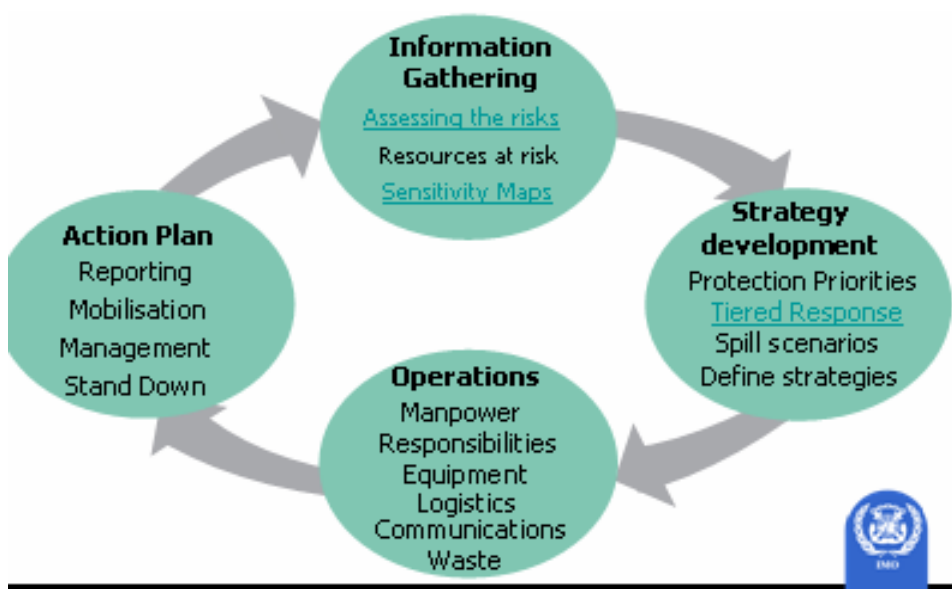 Information
Gathering
Assessing the risks
Resources at risk
Sensitivity Maps
Strategy
development
Protection Priorities
Tiered Response
Spill scenarios
Define strategies
Operations
Manpower
Responsibilities
Equipment
Logistics
Communications
Waste
Action Plan
Reporting
Mobilisation
Management
Stand Down
IMO